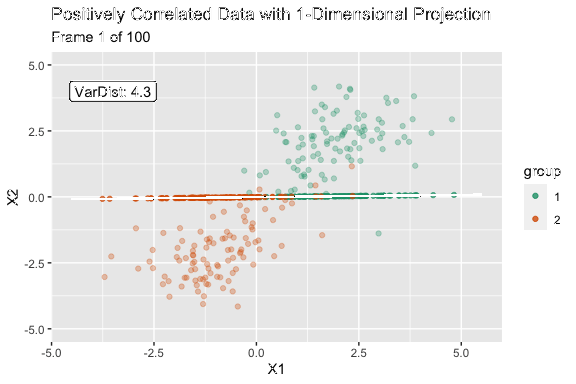 Positively Correlated Data with 1-Dimensional Projection
Frame 1 of 100
5.0
VarDist: 4.3
2.5
X2
0.0
-2.5
-5.0
-5.0 -2.5 0.0 2.5 5.0
X1
group
1
2